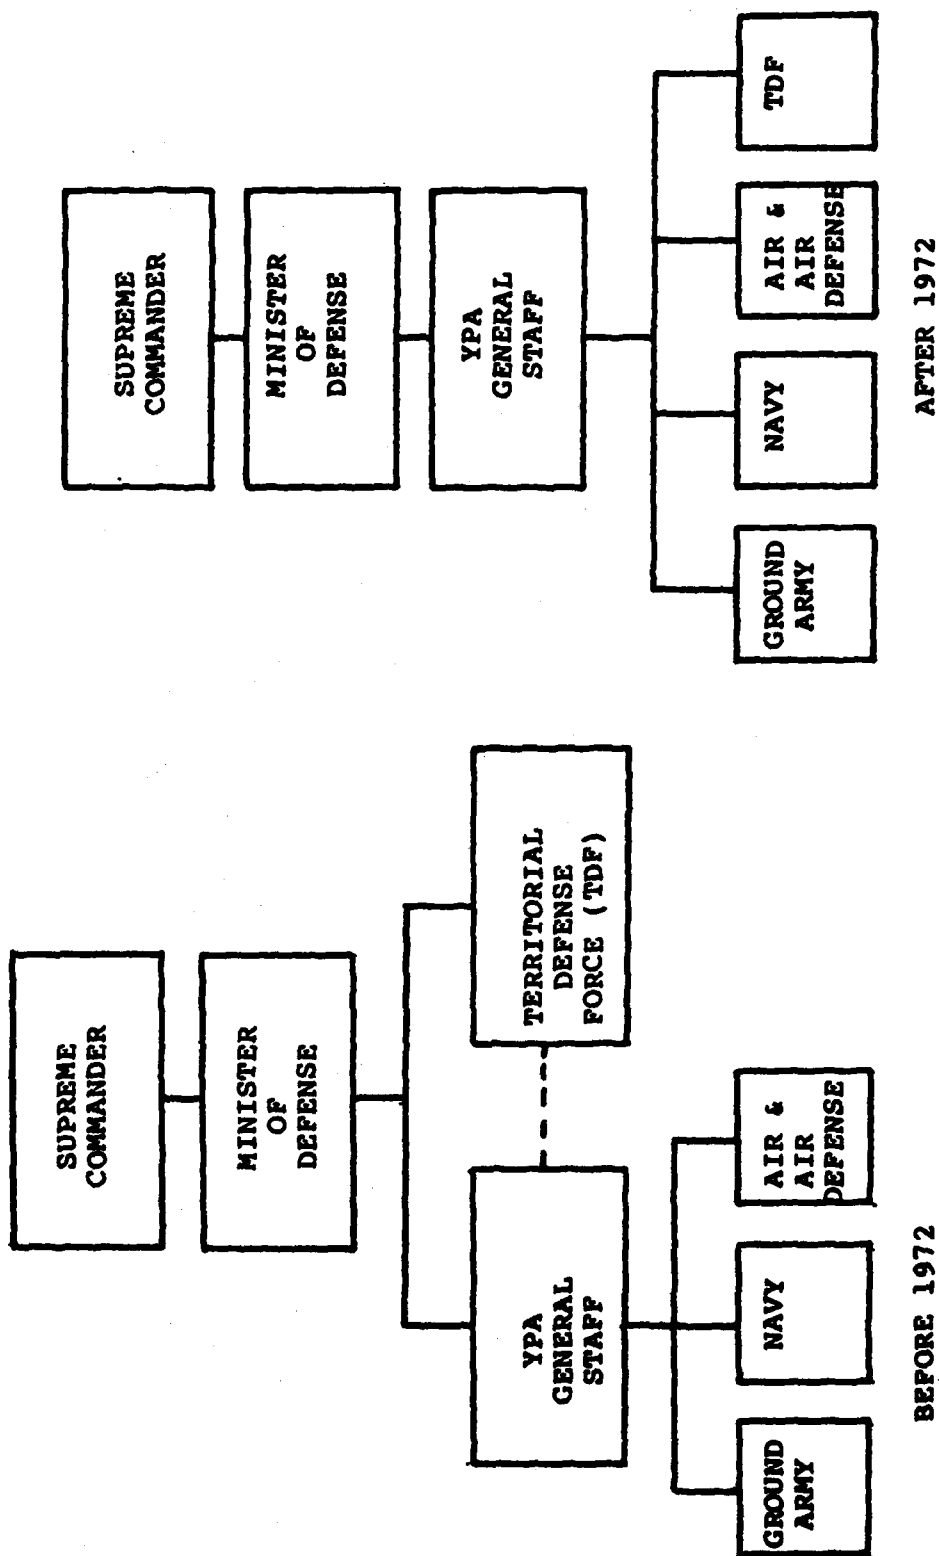 SUPREME
COMMANDER
MINISTER
OF
DEFENSE
YPA
GENERAL
STAFF
TERRITORIAL
DEFENSE
FORCE (TDF)
GROUND
ARMY
NAVY
AIR &
AIR
DEFENSE
BEFORE 1972
SUPREME
COMMANDER
MINISTER
OF
DEFENSE
YPA
GENERAL
STAFF
GROUND
ARMY
NAVY
AIR &
AIR
DEFENSE
TDF
AFTER 1972